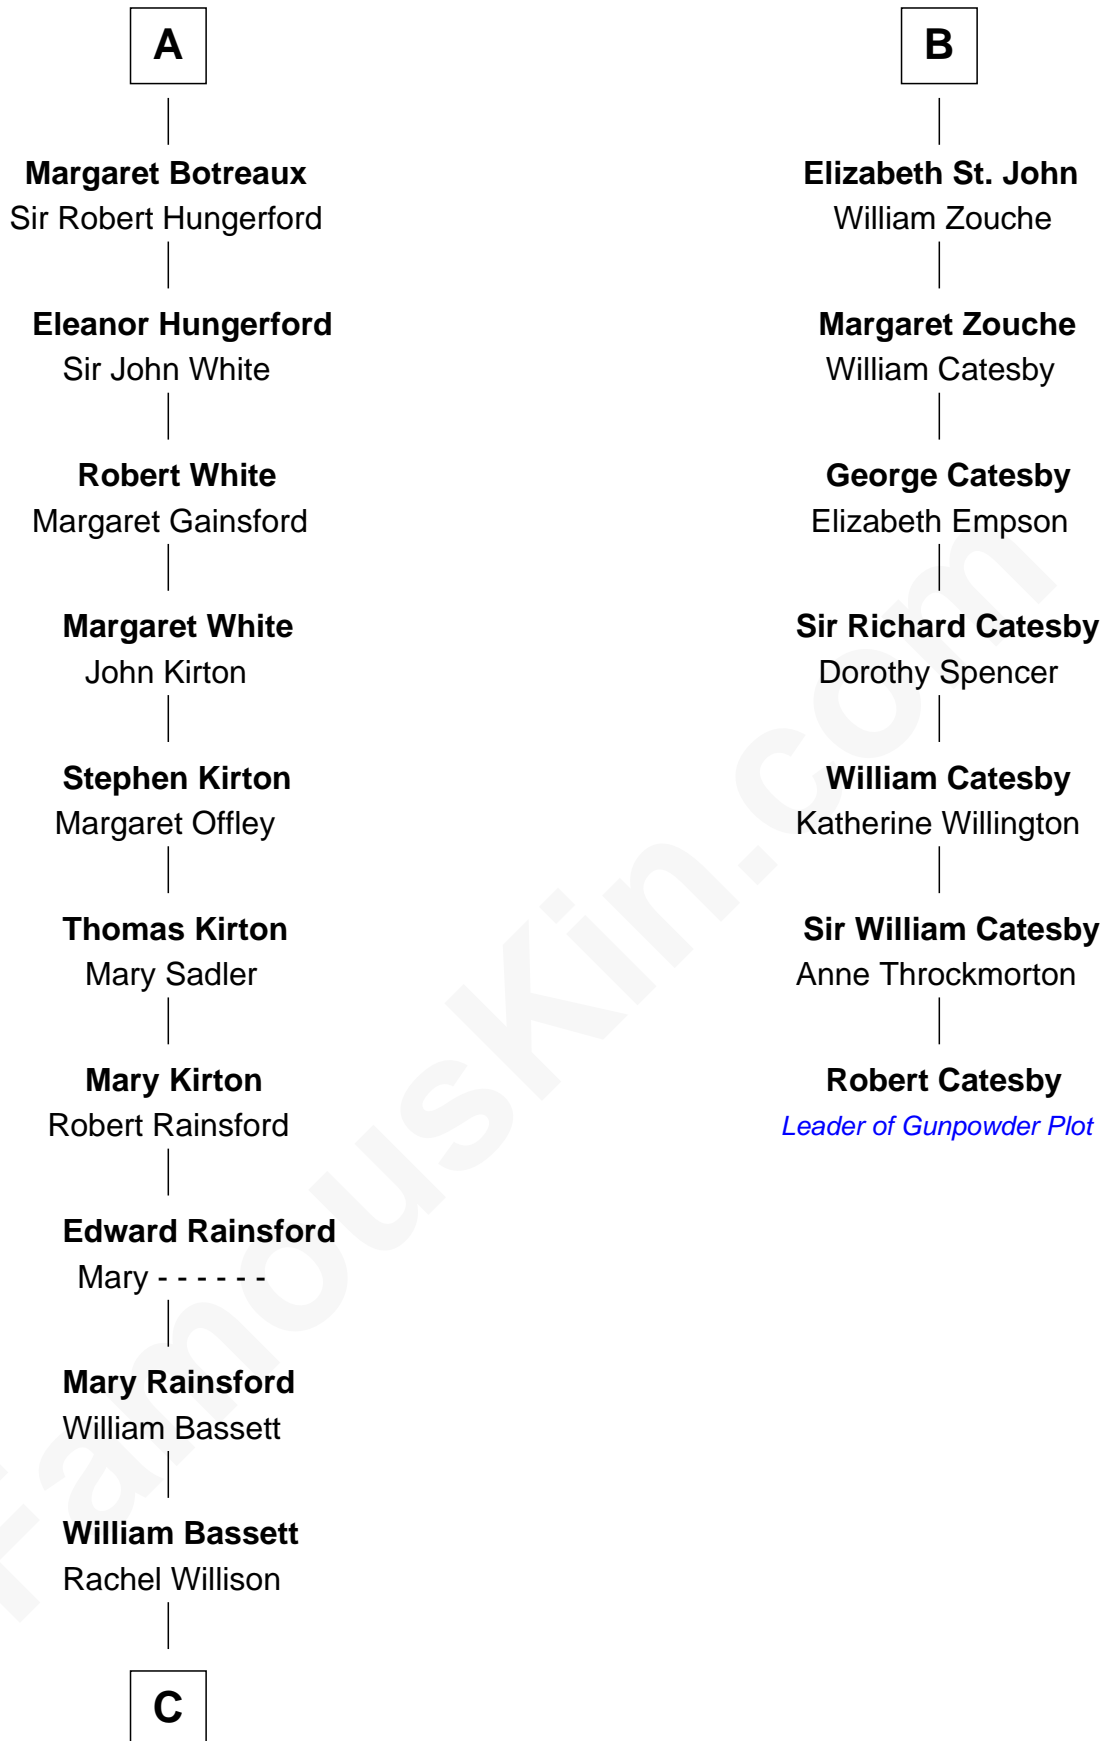 A
Margaret Botreaux
Sir Robert Hungerford
Eleanor Hungerford
Sir John White
Robert White
Margaret Gainsford
Margaret White
John Kirton
Stephen Kirton
Margaret Offley
Thomas Kirton
Mary Sadler
Mary Kirton
Robert Rainsford
Edward Rainsford
Mary - - - - - -
Mary Rainsford
William Bassett
William Bassett
Rachel Willison
C
B
Elizabeth St. John
William Zouche
Margaret Zouche
William Catesby
George Catesby
Elizabeth Empson
Sir Richard Catesby
Dorothy Spencer
William Catesby
Katherine Willington
Sir William Catesby
Anne Throckmorton
Robert Catesby
Leader of Gunpowder Plot
FamousKin.com